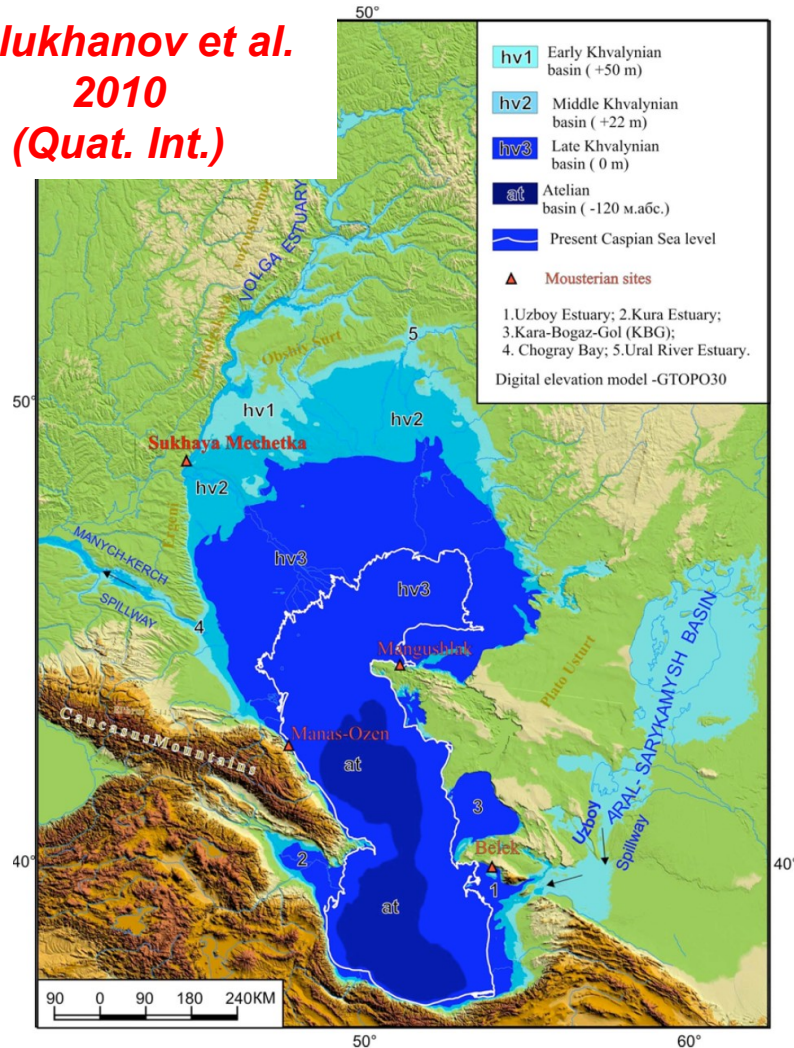 lukhanov et al.
2010
(Quat. Int.)
50°
hv1 Early Khvalynian
basin ( +50 m)
hv2 Middle Khvalynian
basin ( +22 m)
hv3 Late Khvalynian
basin ( 0 m)
at Atelian
basin ( -120 м.абс.)
Present Caspian Sea level
Mousterian sites
1.Uzboy Estuary; 2.Kura Estuary;
3.Kara-Bogaz-Gol (KBG);
4. Chogray Bay; 5.Ural River Estuary.
Digital elevation model -GTOPO30
VOLGA ESTUARY
5
Obshiy Surt
50°
hv1
hv2
Sukhaya Mechetka
hv2
Ergeni
MANYCH-KERCH
SPILLWAY
hv3
hv3
4
Mangushlak
Plato Usturt
ARAL- SARYKAMYSH BASIN
Caucasus Mountains
Manas-Ozen
at
3
Uzboy
Spillway
40°
2
Belek
40°
1
at
90 0 90 180 240KM
50°
60°